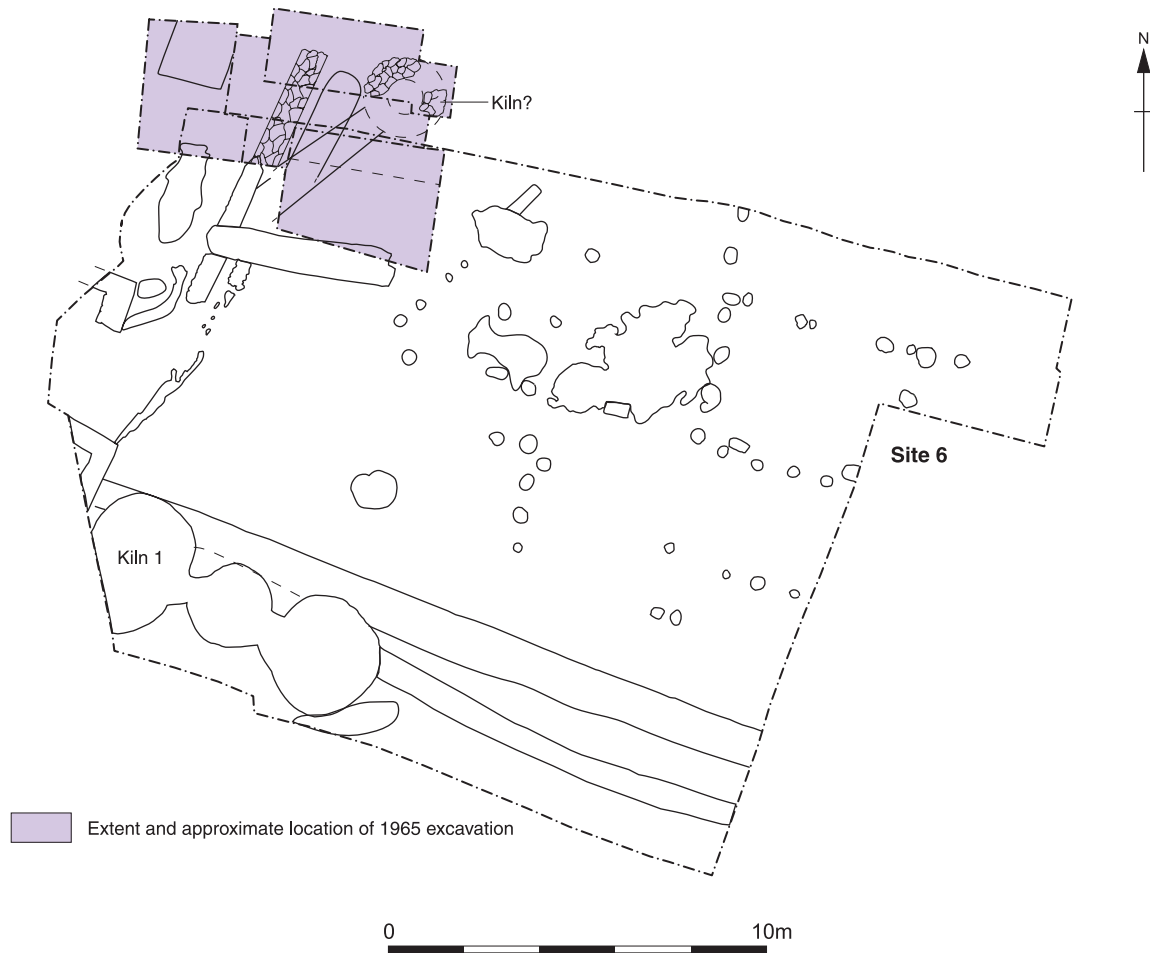 N
Kiln?
Site 6
Kiln 1
Extent and approximate location of 1965 excavation
0 10m